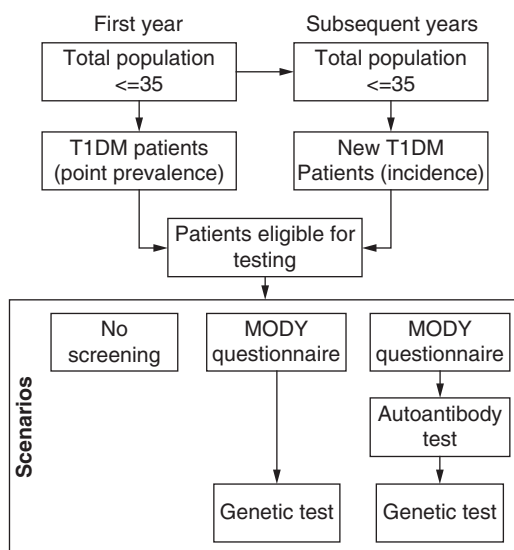 First year
Subsequent years
Total population
<=35
Total population
<=35
T1DM patients
(point prevalence)
New T1DM
Patients (incidence)
Patients eligible for
testing
Scenarios
No
screening
MODY
questionnaire
MODY
questionnaire
Autoantibody
test
Genetic test
Genetic test